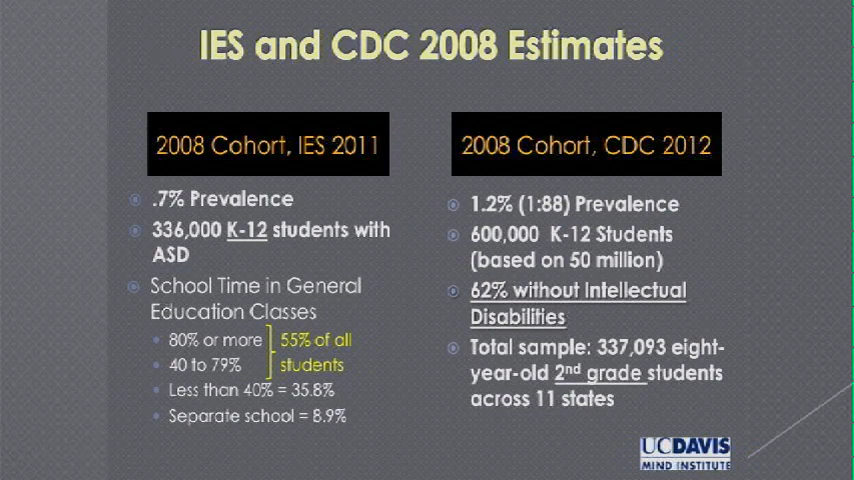 IES and CDC 2008 Estimates
2008 Cohort, IES 2011
.7% Prevalence
336,000 K-12 students with
ASD
School Time in General
Education Classes
80% or more
40 to 79%
55% of all
students
Less than 40% = 35.8%
Separate school = 8.9%
2008 Cohort, CDC 2012
1.2% (1:88) Prevalence
600,000 K-12 Students
(based on 50 million)
62% without Intellectual
Disabilities
Total sample: 337,093 eight-
year-old 2nd grade students
across 11 states
UCDAVIS
MIND INSTITUTE